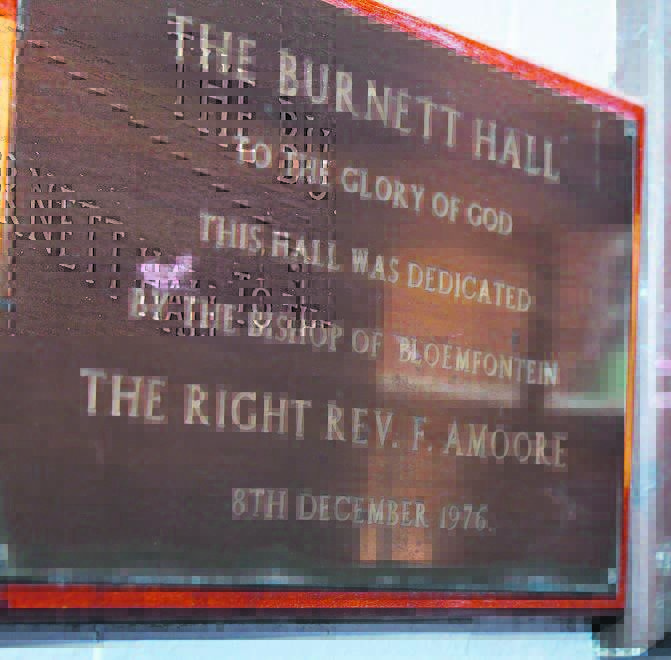 THE BURNETT HALL
TO THE GLORY OF GOD
THIS HALL WAS DEDICATED
BY THE BISHOP OF BLOEMFONTEIN
THE RIGHT REV. F. AMOORE
8TH DECEMBER 1976.